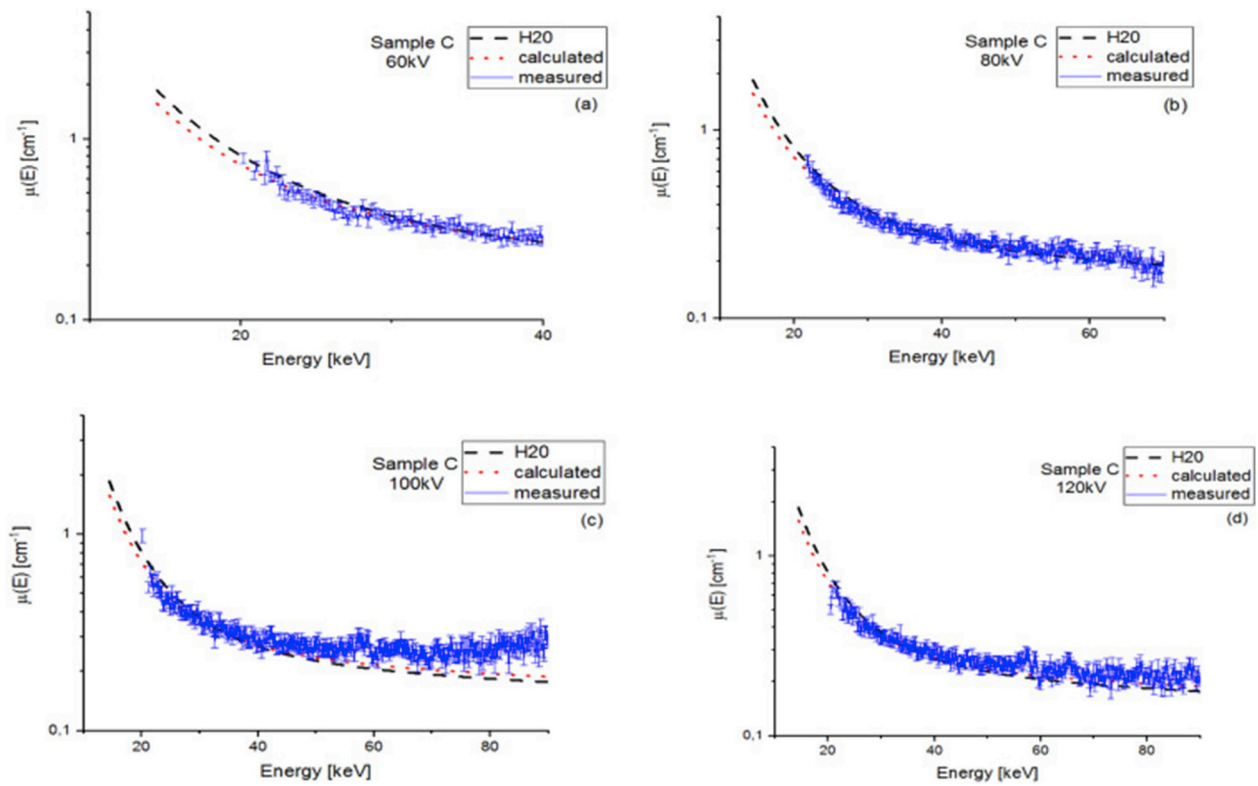 Sample C
60kV
H20
calculated
measured
(a)
μ(E) [cm⁻¹]
1
0,1
20
40
Energy [keV]
Sample C
80kV
H20
calculated
measured
(b)
μ(E) [cm⁻¹]
1
0,1
20
40
60
Energy [keV]
Sample C
100kV
H20
calculated
measured
(c)
μ(E) [cm⁻¹]
1
0,1
20
40
60
80
Energy [keV]
Sample C
120kV
H20
calculated
measured
(d)
μ(E) [cm⁻¹]
1
0,1
20
40
60
80
Energy [keV]